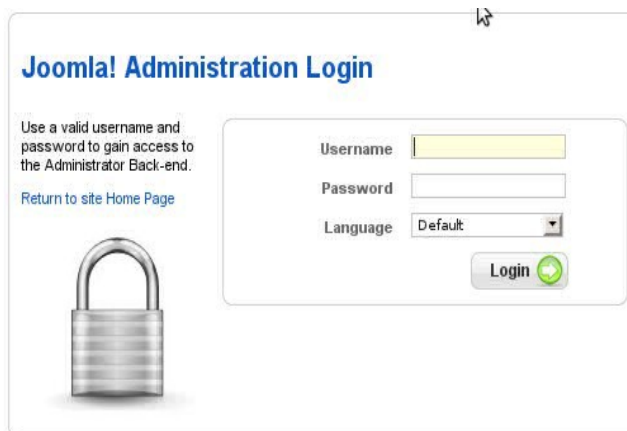 Joomla! Administration Login
Use a valid username and
password to gain access to
the Administrator Back-end.
Return to site Home Page
Username
Password
Language
Default
Login